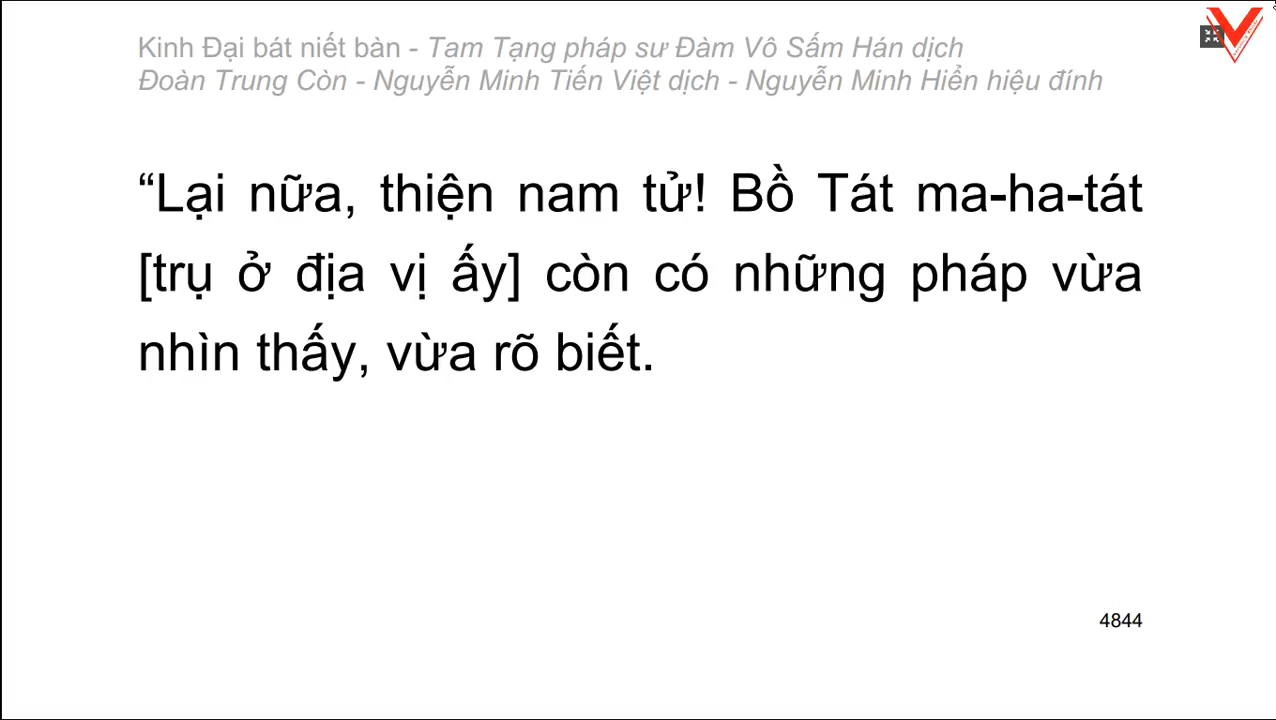 Kinh Đại bát niết bàn - Tam Tạng pháp sư Đàm Vô Sấm Hán dịch
Đoàn Trung Còn - Nguyễn Minh Tiến Việt dịch - Nguyễn Minh Hiển hiệu đính
“Lại nữa, thiện nam tử! Bồ Tát ma-ha-tát
[trụ ở địa vị ấy] còn có những pháp vừa
nhìn thấy, vừa rõ biết.
4844